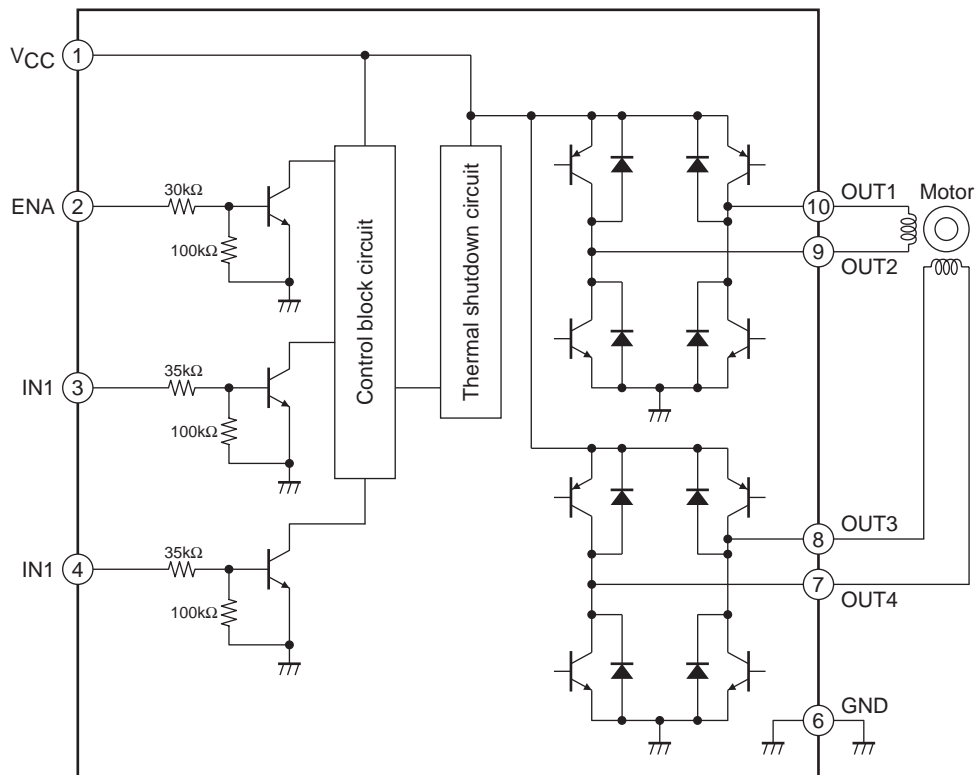 VCC 1
ENA 2
30kΩ
100kΩ
IN1 3
35kΩ
100kΩ
IN1 4
35kΩ
100kΩ
Control block circuit
Thermal shutdown circuit
10 OUT1
Motor
9 OUT2
8 OUT3
7 OUT4
6 GND